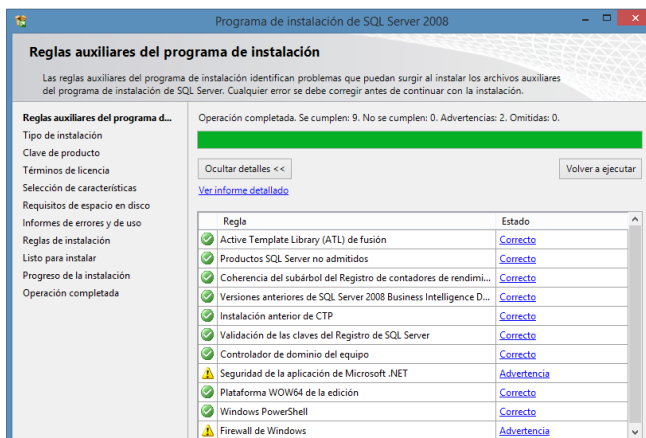 Programa de instalación de SQL Server 2008
Reglas auxiliares del programa de instalación
Las reglas auxiliares del programa de instalación identifican problemas que puedan surgir al instalar los archivos auxiliares
del programa de instalación de SQL Server. Cualquier error se debe corregir antes de continuar con la instalación.
Reglas auxiliares del programa d...
Tipo de instalación
Clave de producto
Términos de licencia
Selección de características
Requisitos de espacio en disco
Informes de errores y de uso
Reglas de instalación
Listo para instalar
Progreso de la instalación
Operación completada
Operación completada. Se cumplen: 9. No se cumplen: 0. Advertencias: 2. Omitidas: 0.
Ocultar detalles << Volver a ejecutar
Ver informe detallado
Regla Estado
Active Template Library (ATL) de fusión Correcto
Productos SQL Server no admitidos Correcto
Coherencia del subárbol del Registro de contadores de rendimi... Correcto
Versiones anteriores de SQL Server 2008 Business Intelligence D... Correcto
Instalación anterior de CTP Correcto
Validación de las claves del Registro de SQL Server Correcto
Controlador de dominio del equipo Correcto
Seguridad de la aplicación de Microsoft .NET Advertencia
Plataforma WOW64 de la edición Correcto
Windows PowerShell Correcto
Firewall de Windows Advertencia